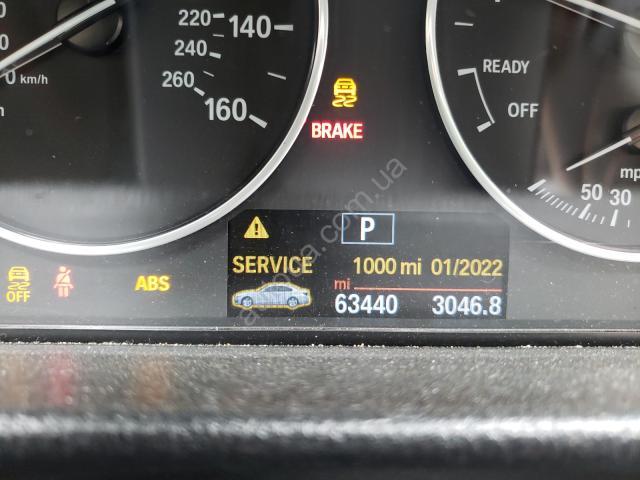 220
140
240
260
160
0 km/h
BRAKE
READY
OFF
50 30
P
SERVICE 1000 mi 01/2022
mi
63440 3046.8
OFF
ABS